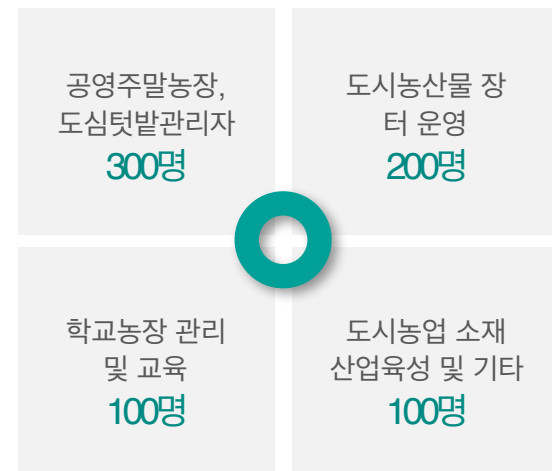 공영주말농장,
도심텃밭관리자
300명
도시농산물 장
터 운영
200명
학교농장 관리
및 교육
100명
도시농업 소재
산업육성 및 기타
100명